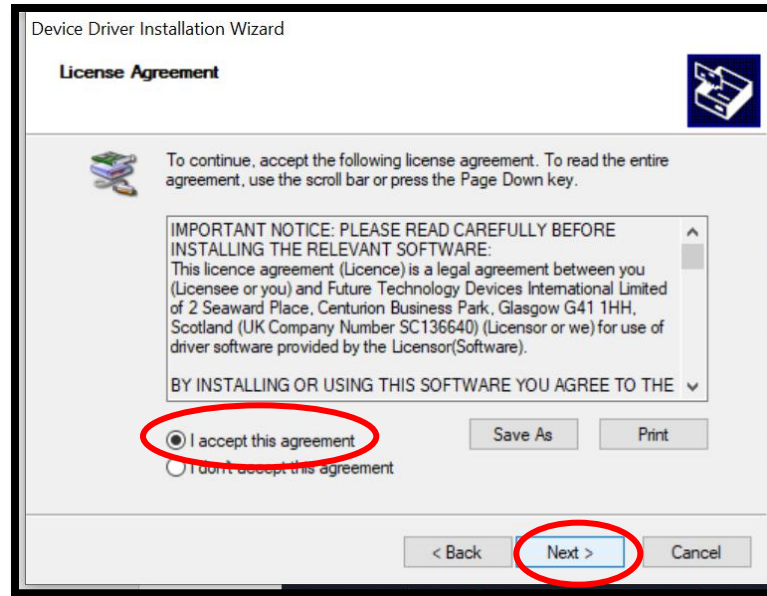 Device Driver Installation Wizard
License Agreement
To continue, accept the following license agreement. To read the entire
agreement, use the scroll bar or press the Page Down key.
IMPORTANT NOTICE: PLEASE READ CAREFULLY BEFORE
INSTALLING THE RELEVANT SOFTWARE:
This licence agreement (Licence) is a legal agreement between you
(Licensee or you) and Future Technology Devices International Limited
of 2 Seaward Place, Centurion Business Park, Glasgow G41 1HH,
Scotland (UK Company Number SC136640) (Licensor or we) for use of
driver software provided by the Licensor(Software).
BY INSTALLING OR USING THIS SOFTWARE YOU AGREE TO THE
I accept this agreement
Save As Print
I don't accept this agreement
< Back Next > Cancel